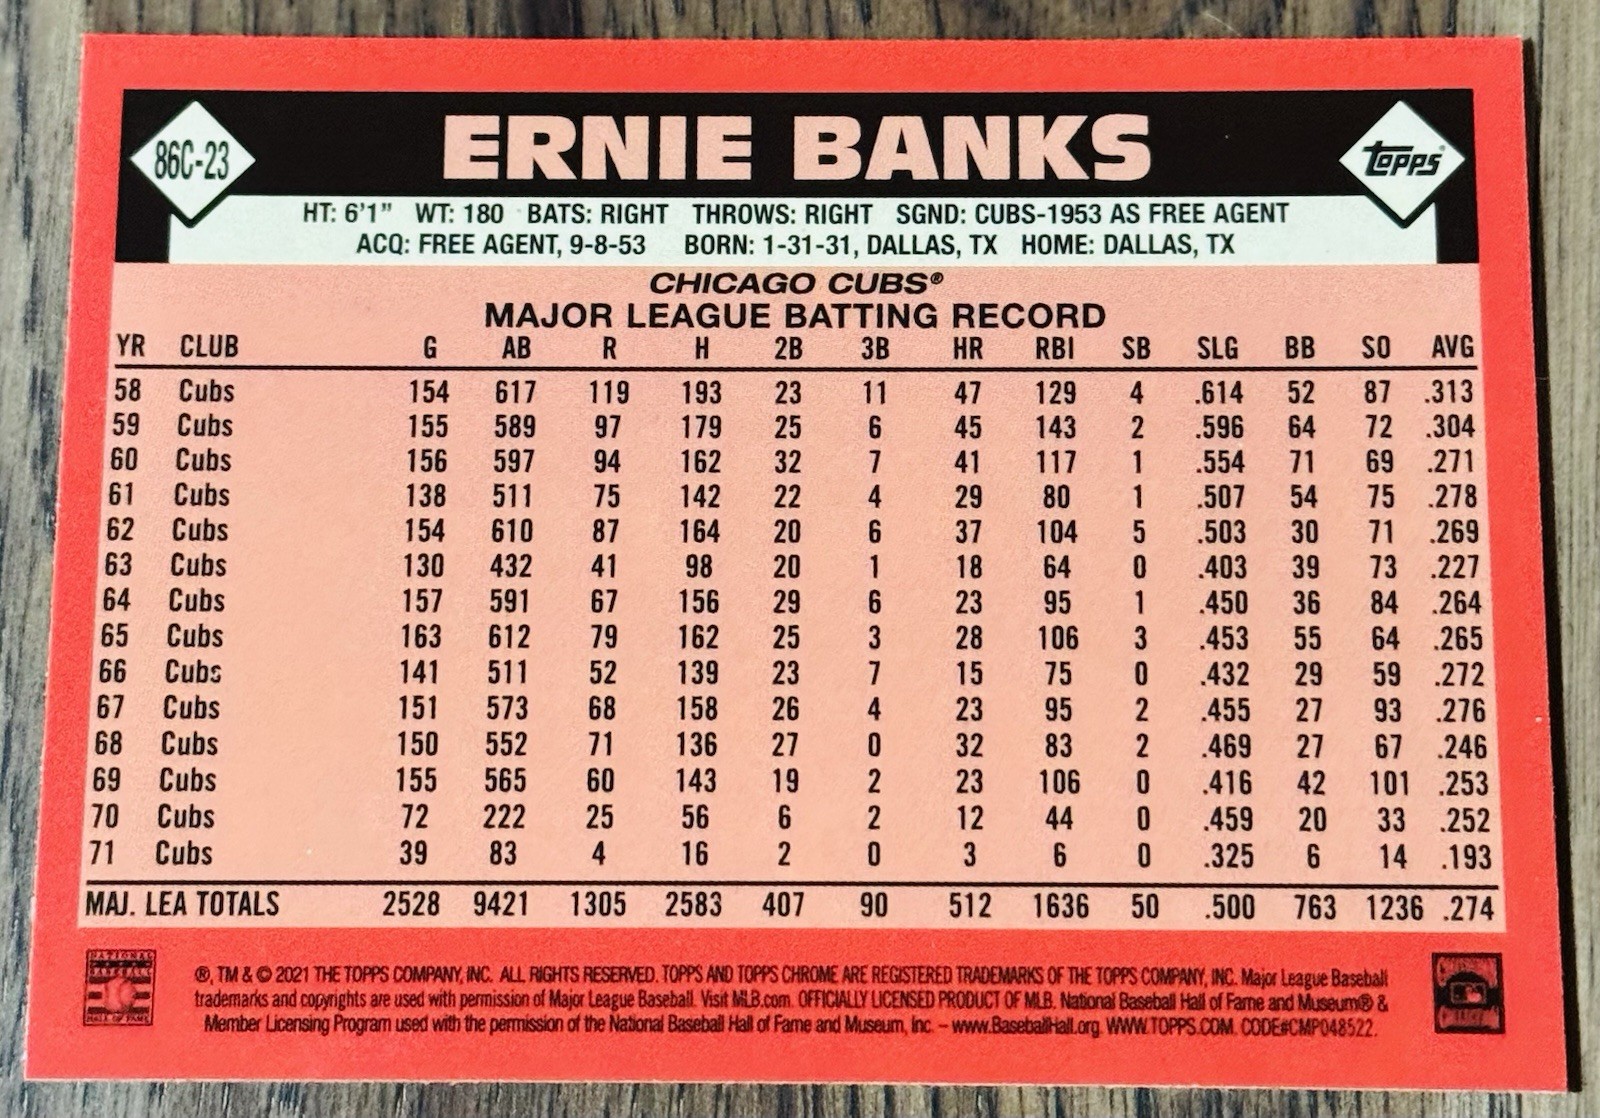 86C-23
ERNIE BANKS
topps®
HT: 6'1" WT: 180 BATS: RIGHT THROWS: RIGHT SGND: CUBS-1953 AS FREE AGENT
ACQ: FREE AGENT, 9-8-53 BORN: 1-31-31, DALLAS, TX HOME: DALLAS, TX
CHICAGO CUBS®
MAJOR LEAGUE BATTING RECORD
YR CLUB G AB R H 2B 3B HR RBI SB SLG BB SO AVG
58 Cubs 154 617 119 193 23 11 47 129 4 .614 52 87 .313
59 Cubs 155 589 97 179 25 6 45 143 2 .596 64 72 .304
60 Cubs 156 597 94 162 32 7 41 117 1 .554 71 69 .271
61 Cubs 138 511 75 142 22 4 29 80 1 .507 54 75 .278
62 Cubs 154 610 87 164 20 6 37 104 5 .503 30 71 .269
63 Cubs 130 432 41 98 20 1 18 64 0 .403 39 73 .227
64 Cubs 157 591 67 156 29 6 23 95 1 .450 36 84 .264
65 Cubs 163 612 79 162 25 3 28 106 3 .453 55 64 .265
66 Cubs 141 511 52 139 23 7 15 75 0 .432 29 59 .272
67 Cubs 151 573 68 158 26 4 23 95 2 .455 27 93 .276
68 Cubs 150 552 71 136 27 0 32 83 2 .469 27 67 .246
69 Cubs 155 565 60 143 19 2 23 106 0 .416 42 101 .253
70 Cubs 72 222 25 56 6 2 12 44 0 .459 20 33 .252
71 Cubs 39 83 4 16 2 0 3 6 0 .325 6 14 .193
MAJ. LEA TOTALS 2528 9421 1305 2583 407 90 512 1636 50 .500 763 1236 .274
NATIONAL
BASEBALL
HALL OF FAME
®, TM & © 2021 THE TOPPS COMPANY, INC. ALL RIGHTS RESERVED. TOPPS AND TOPPS CHROME ARE REGISTERED TRADEMARKS OF THE TOPPS COMPANY, INC. Major League Baseball
trademarks and copyrights are used with permission of Major League Baseball. Visit MLB.com. OFFICIALLY LICENSED PRODUCT OF MLB. National Baseball Hall of Fame and Museum® &
Member Licensing Program used with the permission of the National Baseball Hall of Fame and Museum, Inc. – www.BaseballHall.org. WWW.TOPPS.COM. CODE#CMP048522.